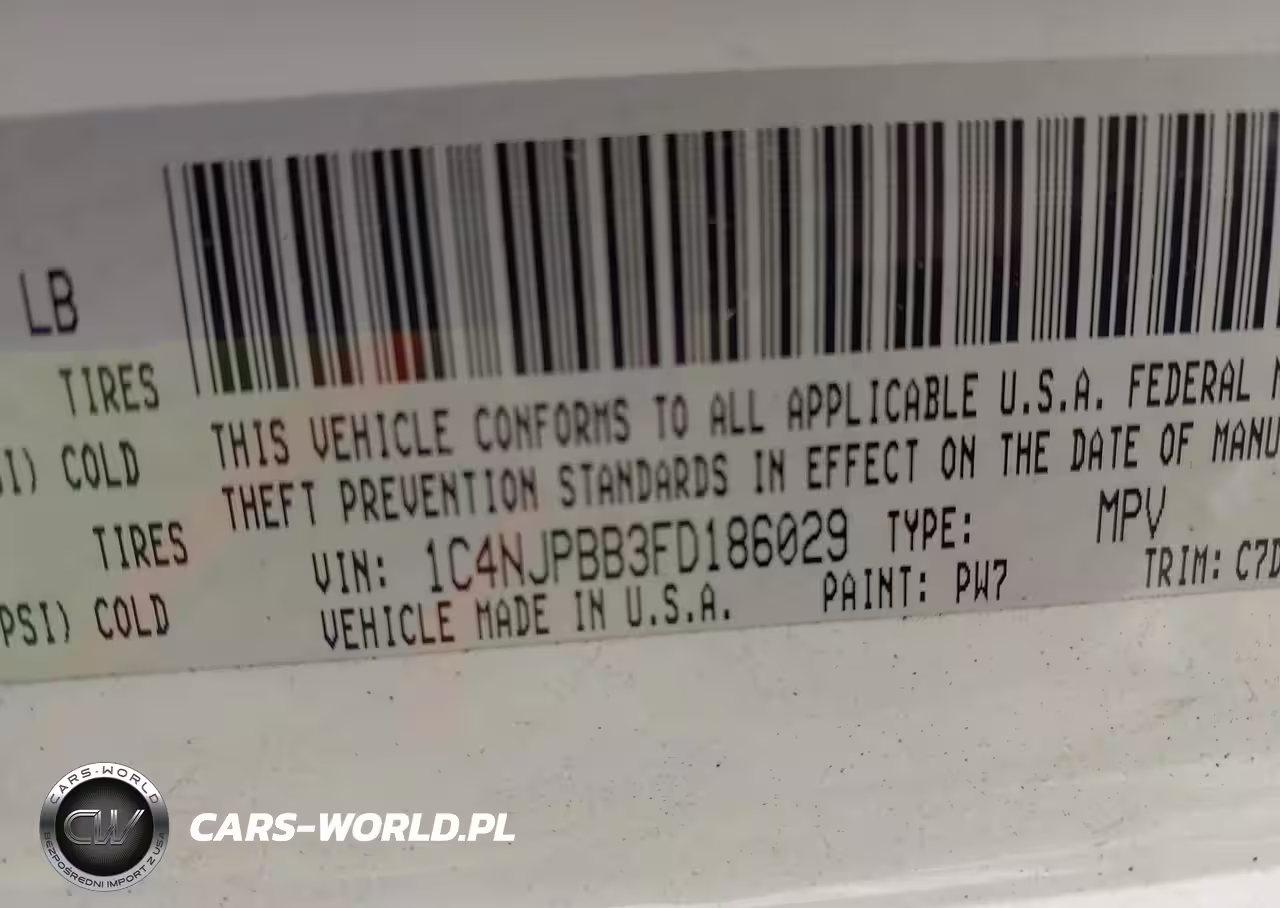 LB
TIRES
SI) COLD
TIRES
PSI) COLD
THIS VEHICLE CONFORMS TO ALL APPLICABLE U.S.A. FEDERAL M
THEFT PREVENTION STANDARDS IN EFFECT ON THE DATE OF MANU
VIN: 1C4NJPBB3FD186029 TYPE: MPV
VEHICLE MADE IN U.S.A. PAINT: PW7 TRIM: C7D
CARS-WORLD
CW
BEZPOŚREDNI IMPORT Z USA
CARS-WORLD.PL